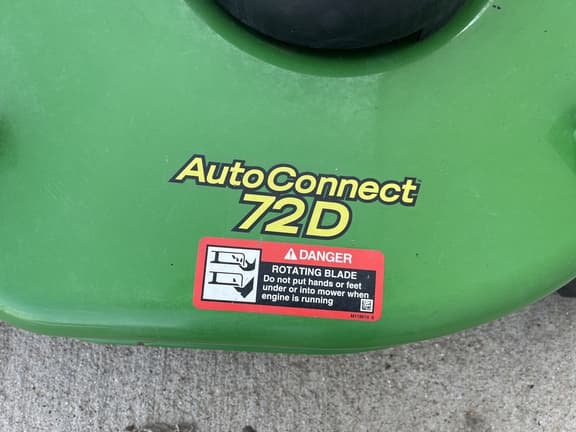 AutoConnect
72D
DANGER
ROTATING BLADE
Do not put hands or feet
under or into mower when
engine is running